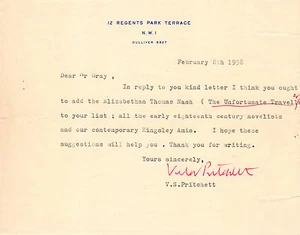 12 REGENTS PARK TERRACE
N.W.1
GULLIVER 6827
February 8th 1958
Dear Dr Gray ,
In reply to you kind letter I think you ought
to add the Elizabethan Thomas Nash ( The Unfortunate Travell
to your list ; all the early eighteenth century novelists
and our contemporary Kingsley Amis. I hope these
suggestions will help you . Thank you for writing.
Yours sincerely,
Victor Pritchett
V.S.Pritchett